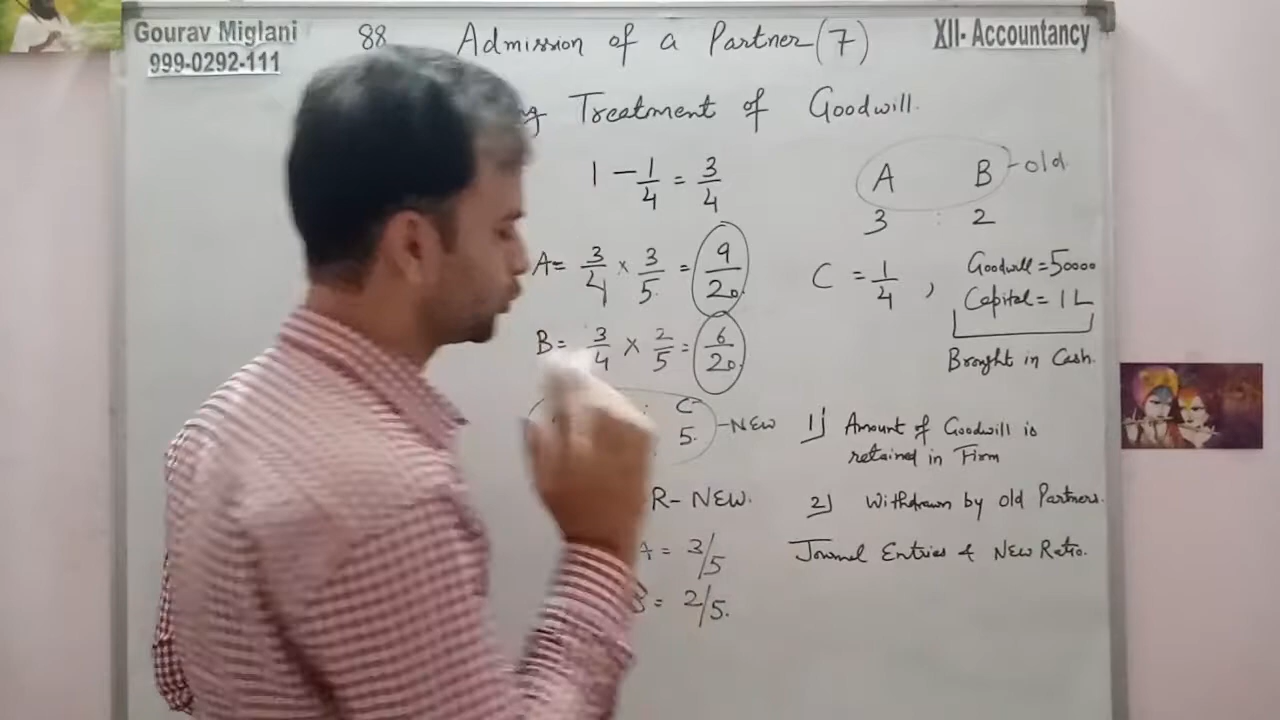 Gourav Miglani
999-0292-111
88
Admission of a Partner (7)
XII- Accountancy
Treatment of Goodwill.
1 - 1/4 = 3/4
A B - old
3 : 2
A = 3/4 × 3/5 = 9/20
C = 1/4 , Goodwill = 50000
Capital = 1 L
Brought in Cash.
B = 3/4 × 2/5 = 6/20
: C
5. - NEW
1) Amount of Goodwill is
retained in Firm
R - NEW.
2) Withdrawn by old Partners.
A = 3/5
Journal Entries & New Ratio.
B = 2/5.